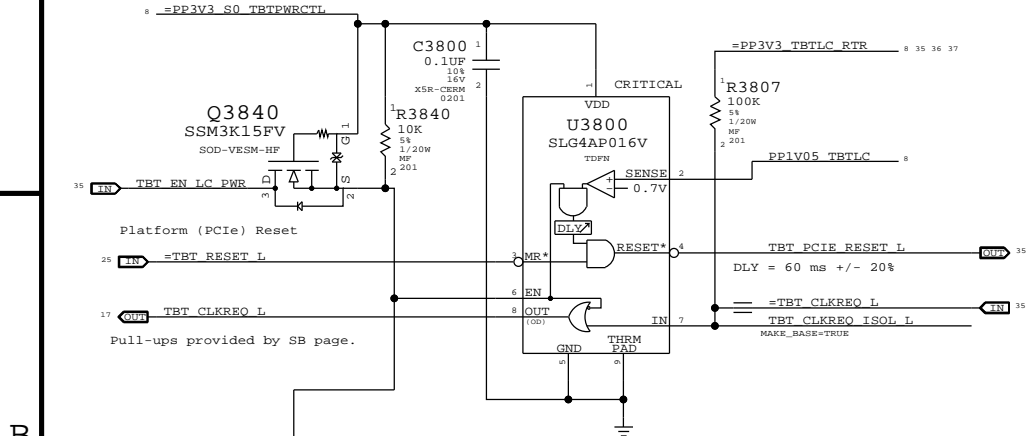 8 =PP3V3_S0_TBTPWRCTL
C3800 1
0.1UF
10%
16V
X5R-CERM 2
0201
=PP3V3_TBTLC_RTR 8 35 36 37
CRITICAL
1
VDD
1 R3807
100K
5%
1/20W
MF
2 201
Q3840
SSM3K15FV
SOD-VESM-HF
G 1
1 R3840
10K
5%
1/20W
MF
2 201
U3800
SLG4AP016V
TDFN
PP1V05_TBTLC 8
SENSE 2
+
- 0.7V
35 IN TBT_EN_LC_PWR
3 D
S 2
DLY
Platform (PCIe) Reset
25 IN =TBT_RESET_L
3 MR*
RESET* 4
TBT_PCIE_RESET_L OUT 35
DLY = 60 ms +/- 20%
6 EN
=TBT_CLKREQ_L IN 35
17 OUT TBT_CLKREQ_L
8 OUT
(OD)
IN 7
TBT_CLKREQ_ISOL_L
MAKE_BASE=TRUE
Pull-ups provided by SB page.
GND
THRM
PAD
5
9
B